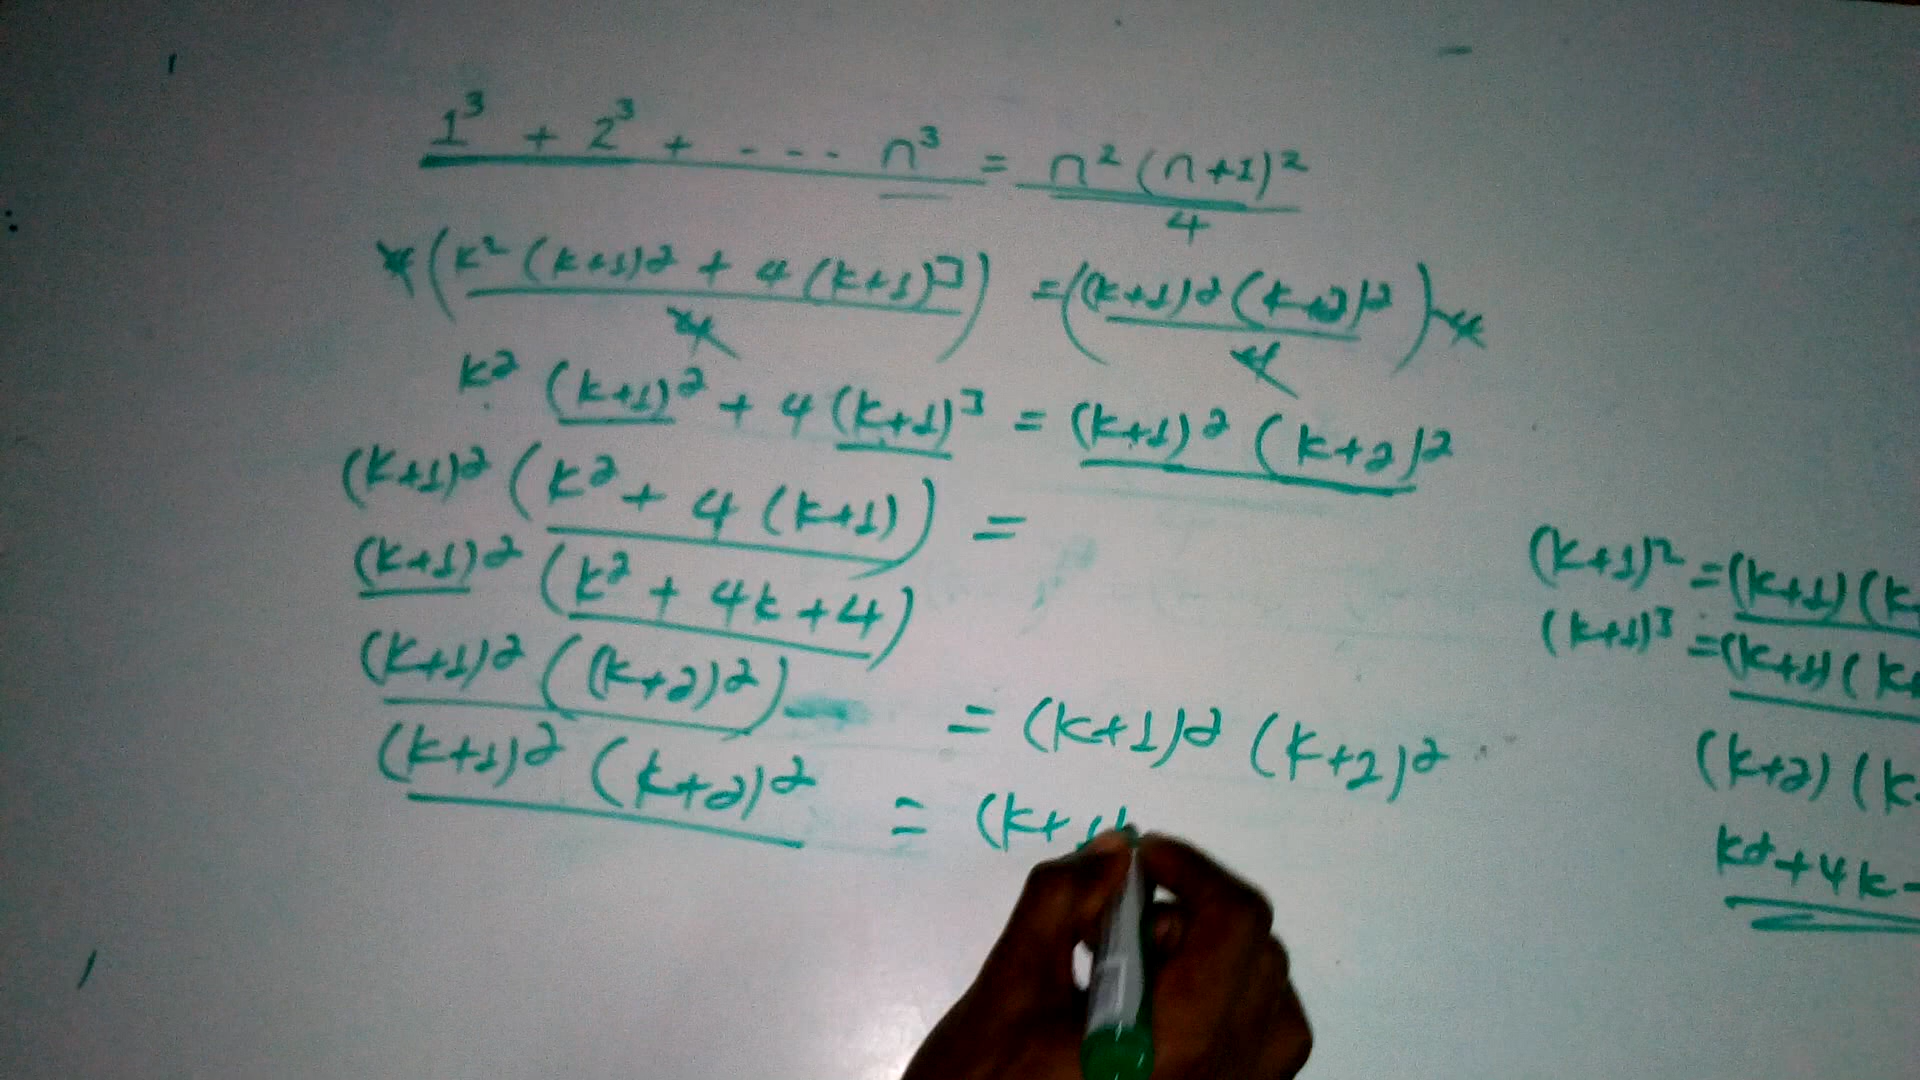 1³ + 2³ + - - - n³ = n² (n+1)² / 4
4 ( k² (k+1)² + 4 (k+1)³ / 4 ) = ( (k+1)² (k+2)² / 4 ) 4
k² (k+1)² + 4 (k+1)³ = (k+1)² (k+2)²
(k+1)² ( k² + 4 (k+1) ) =
(k+1)² ( k² + 4k + 4 )
(k+1)² ( (k+2)² ) = (k+1)² (k+2)²
(k+1)² (k+2)² = (k+1
(k+1)² = (k+1) (k+
(k+1)³ = (k+1) (k+
(k+2) (k
k² + 4k